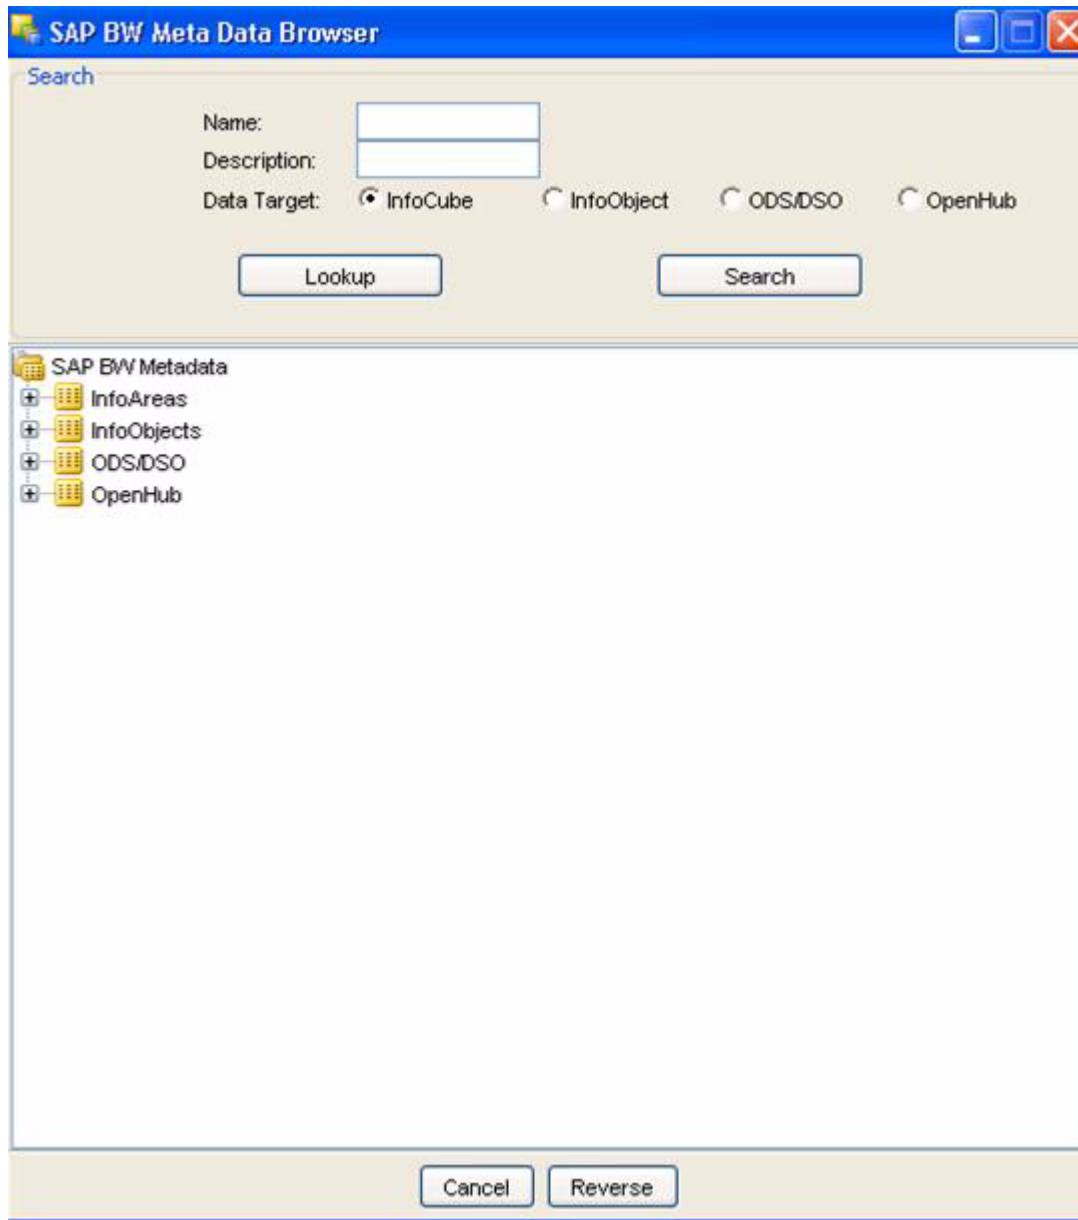 SAP BW Meta Data Browser
Search
Name:
Description:
Data Target: InfoCube InfoObject ODS/DSO OpenHub
Lookup Search
SAP BW Metadata
InfoAreas
InfoObjects
ODS/DSO
OpenHub
Cancel Reverse